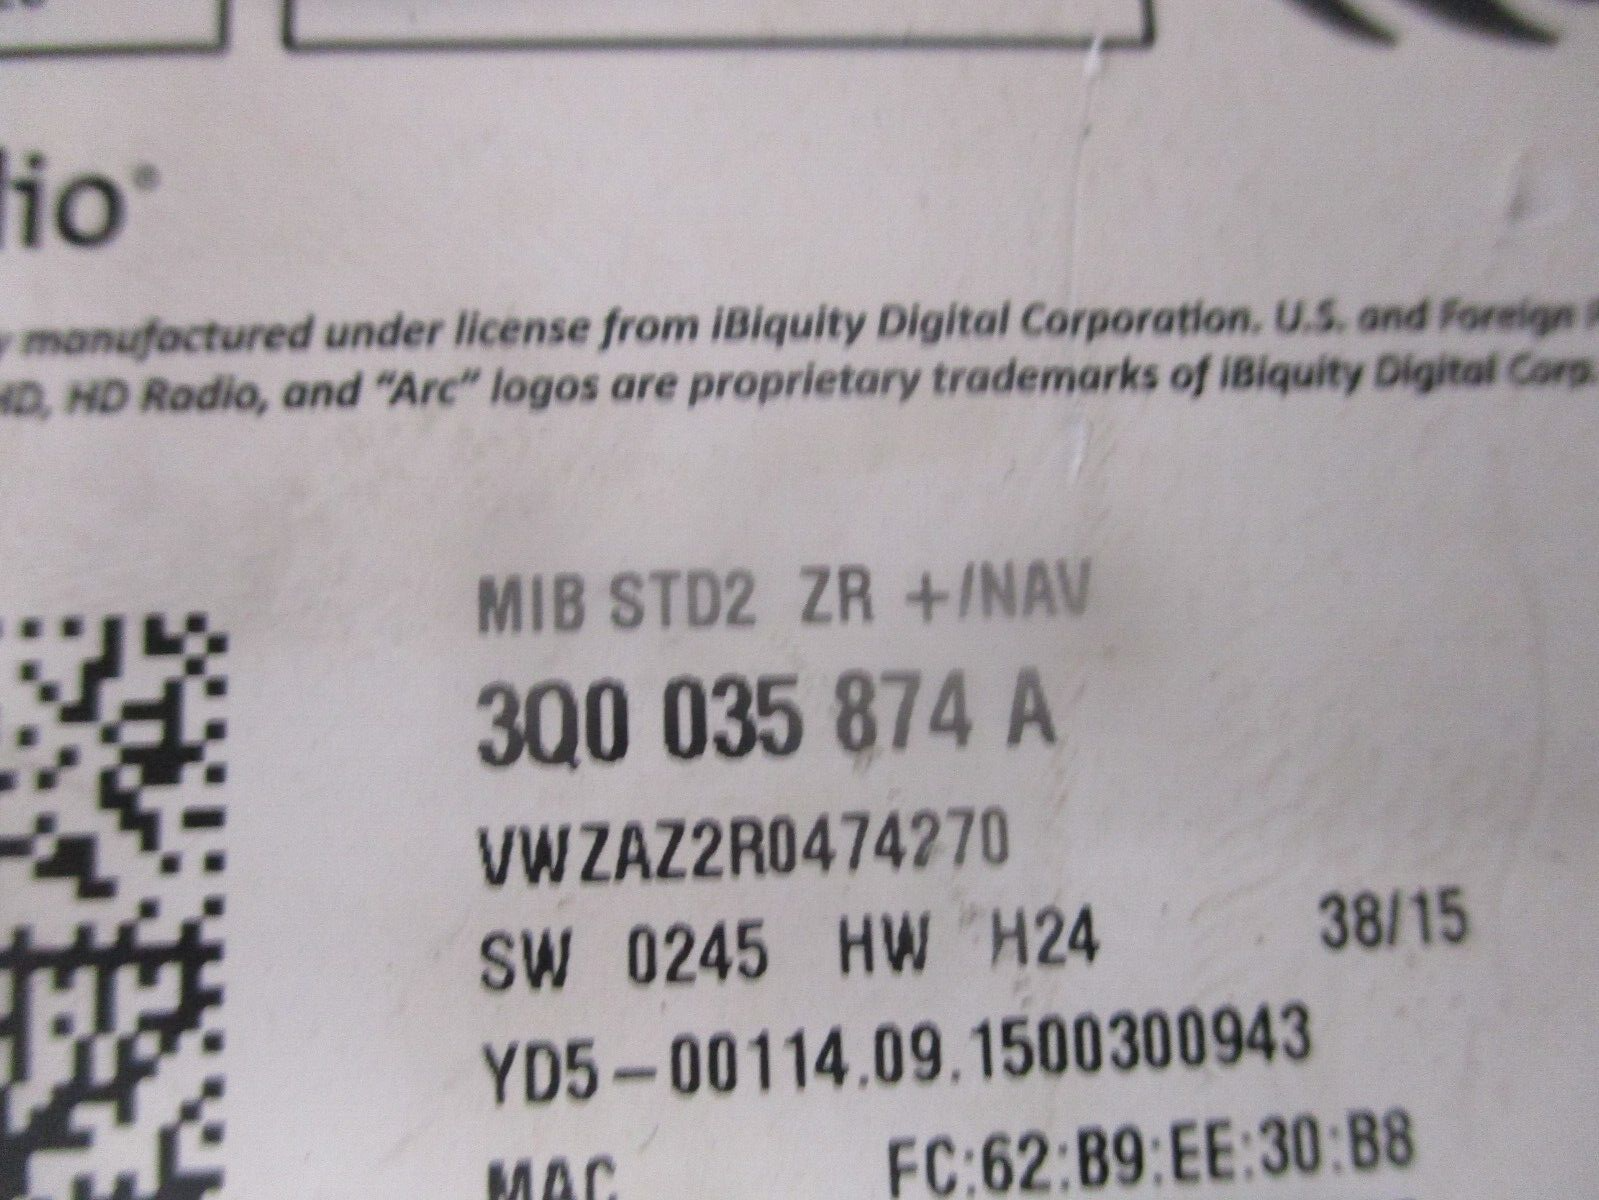 dio®
manufactured under license from iBiquity Digital Corporation. U.S. and Foreign
HD, HD Radio, and “Arc” logos are proprietary trademarks of iBiquity Digital Corp.
MIB STD2 ZR +/NAV
3Q0 035 874 A
VWZAZ2R0474270
SW 0245 HW H24 38/15
YD5-00114.09.1500300943
MAC FC:62:B9:EE:30:B8